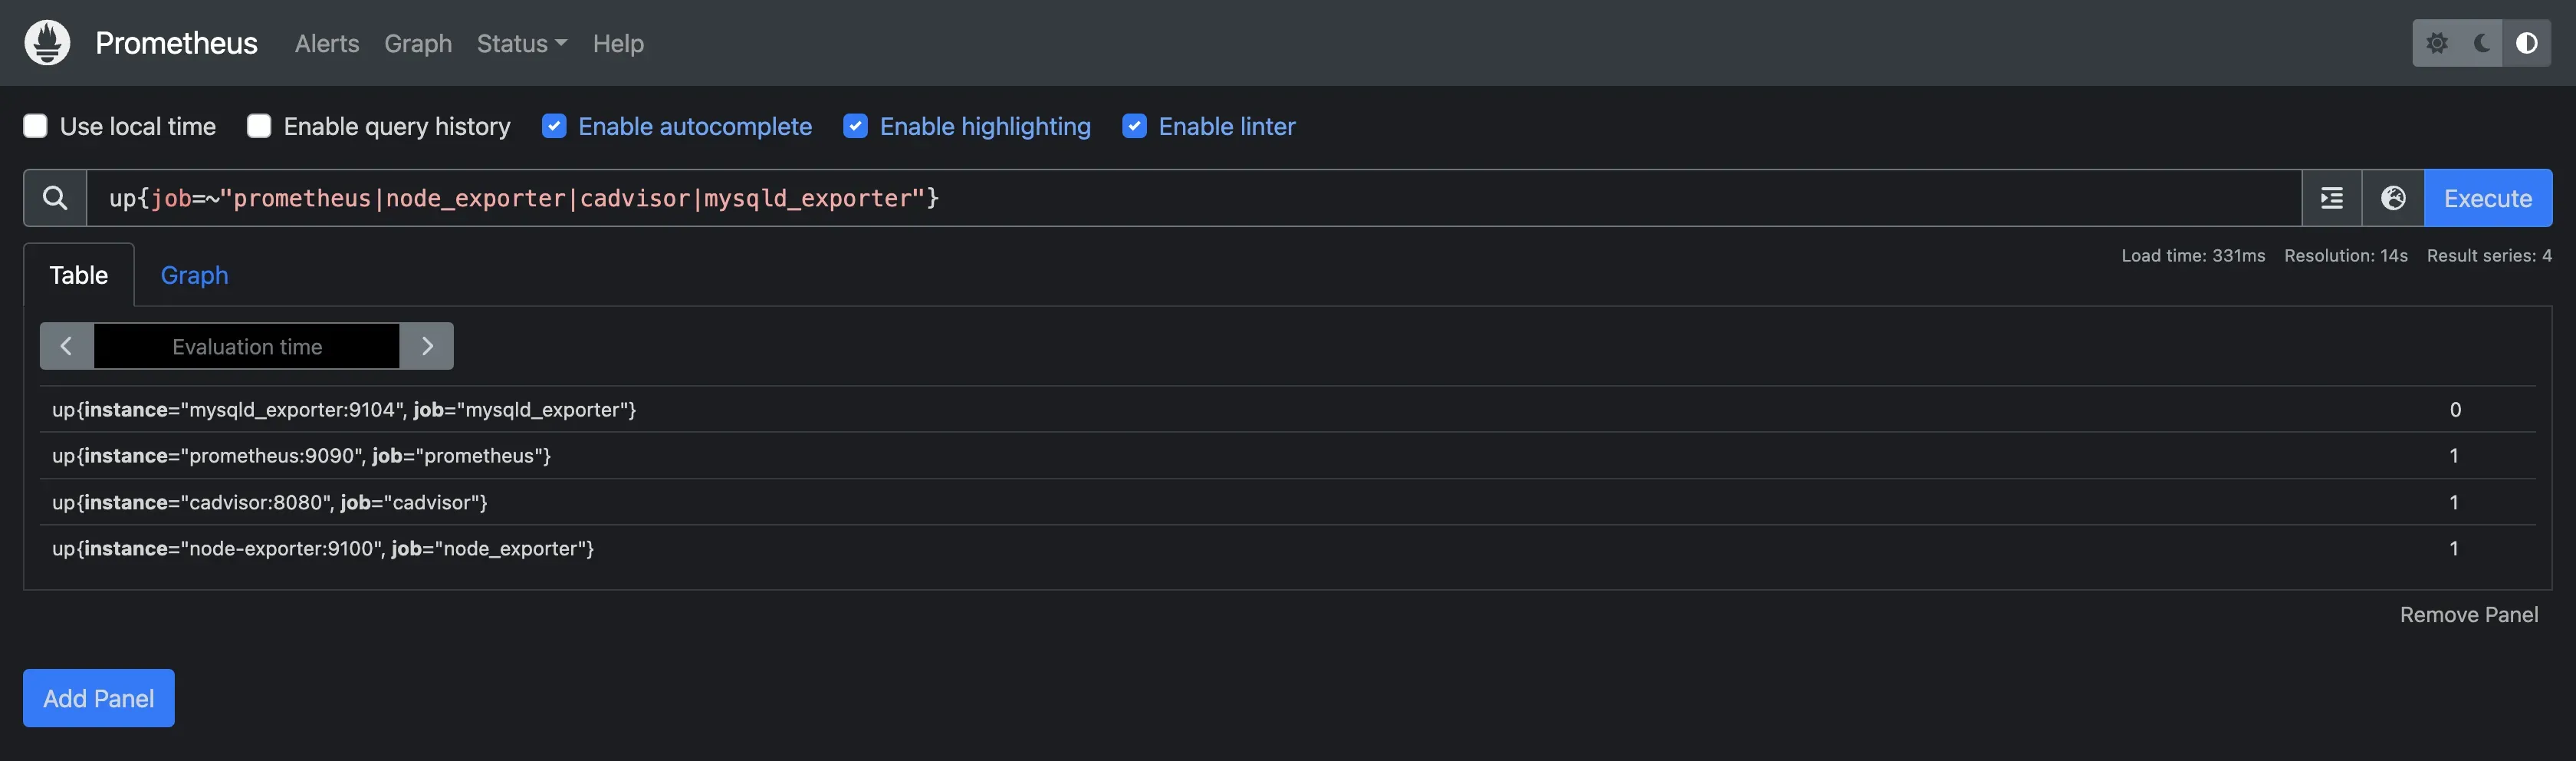 Prometheus Alerts Graph Status Help
Use local time Enable query history Enable autocomplete Enable highlighting Enable linter
up{job=~"prometheus|node_exporter|cadvisor|mysqld_exporter"} Execute
Table Graph Load time: 331ms Resolution: 14s Result series: 4
Evaluation time
up{instance="mysqld_exporter:9104", job="mysqld_exporter"} 0
up{instance="prometheus:9090", job="prometheus"} 1
up{instance="cadvisor:8080", job="cadvisor"} 1
up{instance="node-exporter:9100", job="node_exporter"} 1
Remove Panel
Add Panel